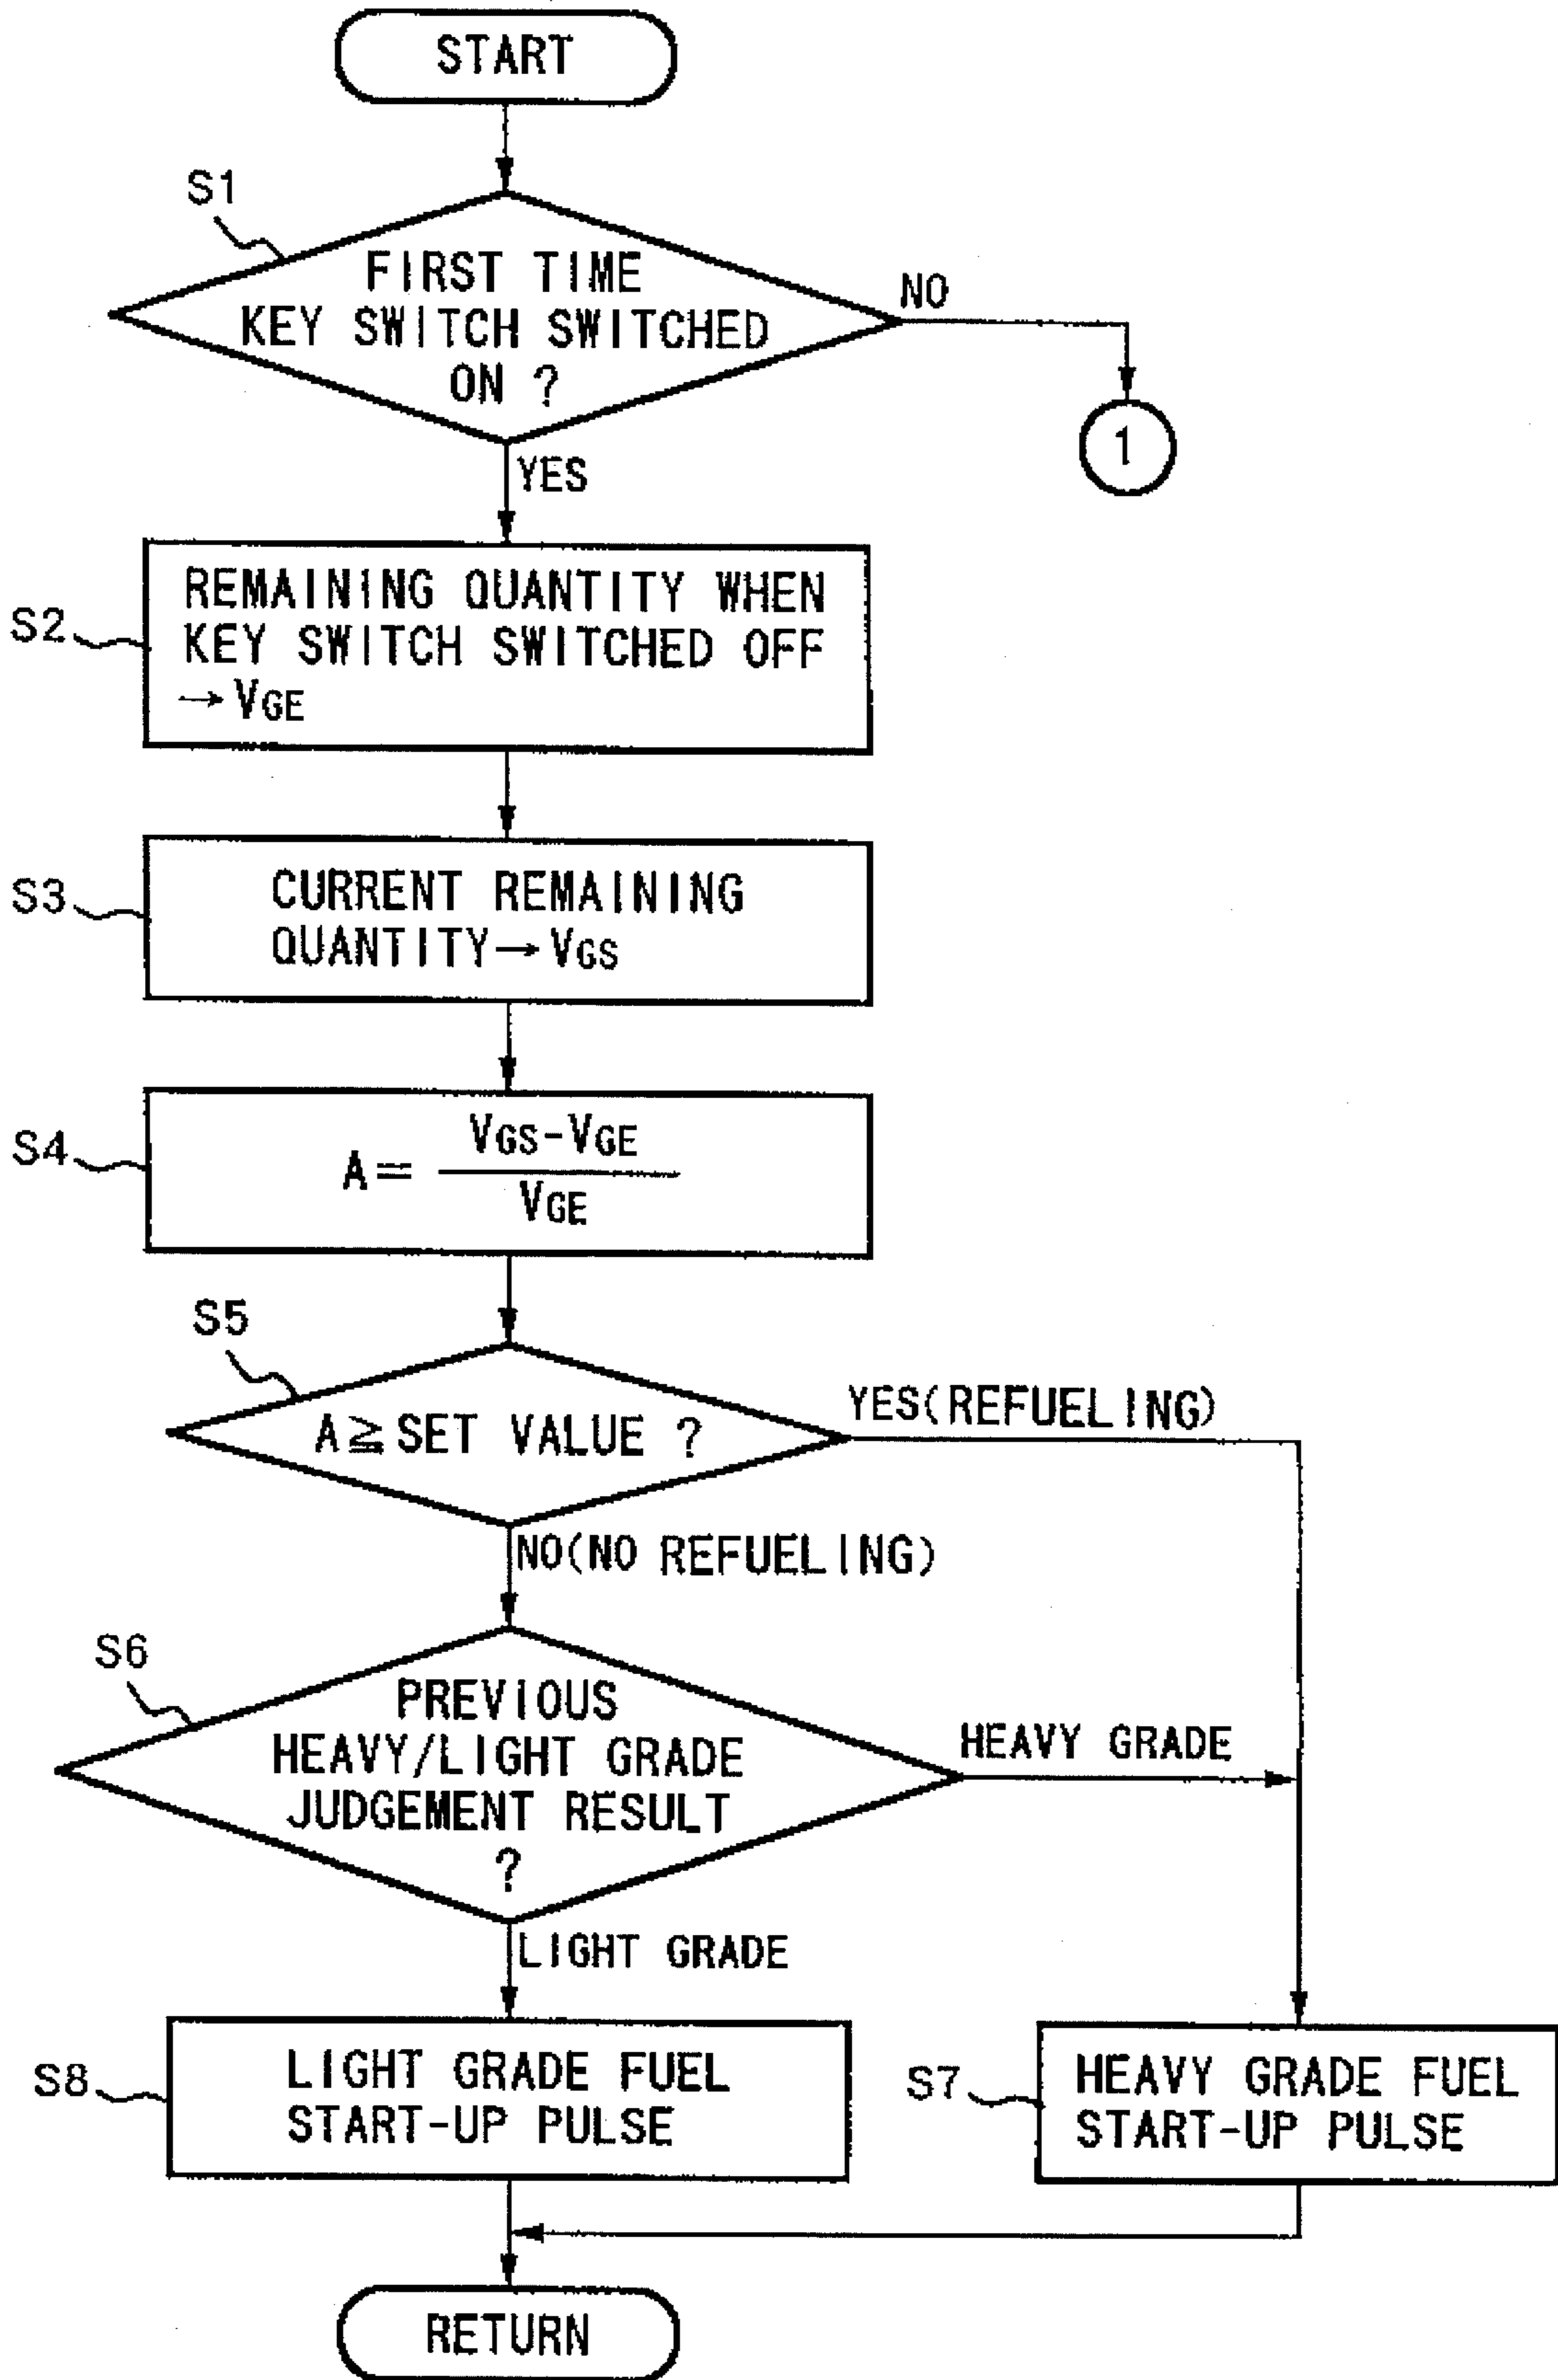 START
S1
FIRST TIME
KEY SWITCH SWITCHED
ON ?
NO
1
YES
S2
REMAINING QUANTITY WHEN
KEY SWITCH SWITCHED OFF
→ VGE
S3
CURRENT REMAINING
QUANTITY → VGS
S4
VGS-VGE
A =
VGE
S5
A ≧ SET VALUE ?
YES(REFUELING)
NO(NO REFUELING)
S6
PREVIOUS
HEAVY/LIGHT GRADE
JUDGEMENT RESULT
?
HEAVY GRADE
LIGHT GRADE
S8
LIGHT GRADE FUEL
START-UP PULSE
S7
HEAVY GRADE FUEL
START-UP PULSE
RETURN